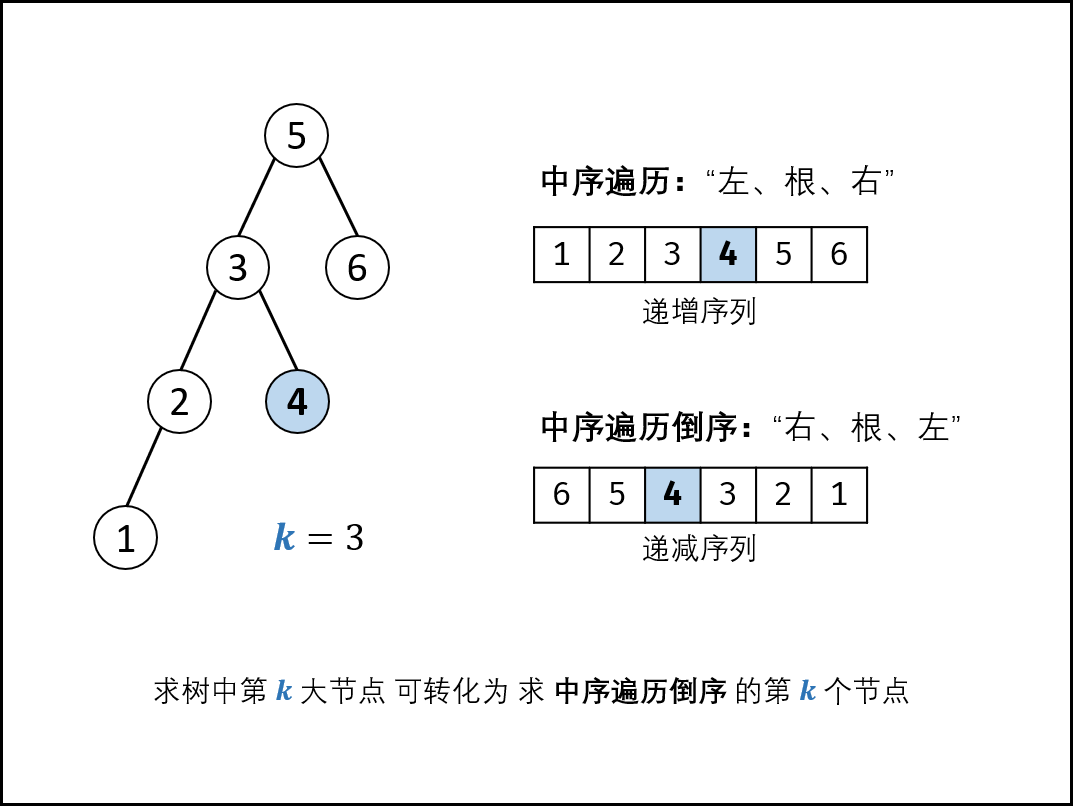 5
3 6
2 4
1
k = 3
中序遍历：“左、根、右”
1 2 3 4 5 6
递增序列
中序遍历倒序：“右、根、左”
6 5 4 3 2 1
递减序列
求树中第 k 大节点 可转化为 求 中序遍历倒序 的第 k 个节点